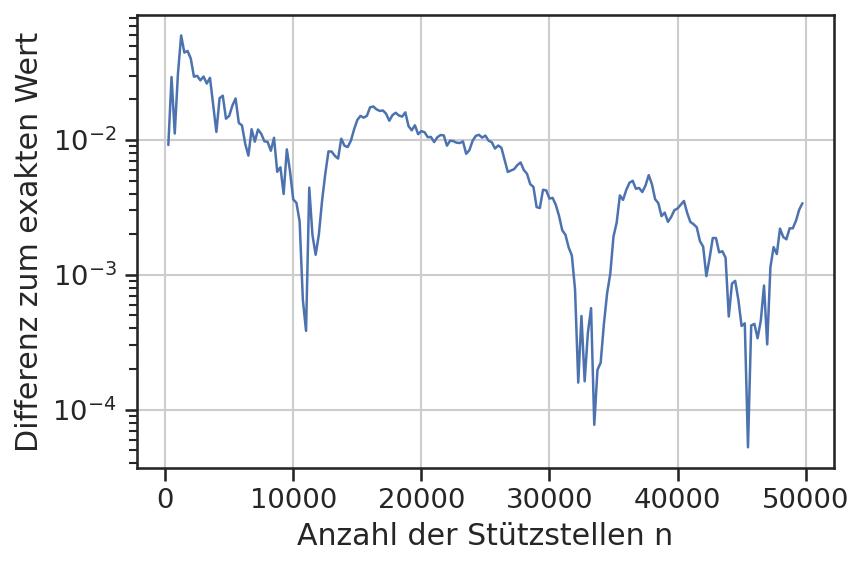 Differenz zum exakten Wert
10⁻²
10⁻³
10⁻⁴
0 10000 20000 30000 40000 50000
Anzahl der Stützstellen n